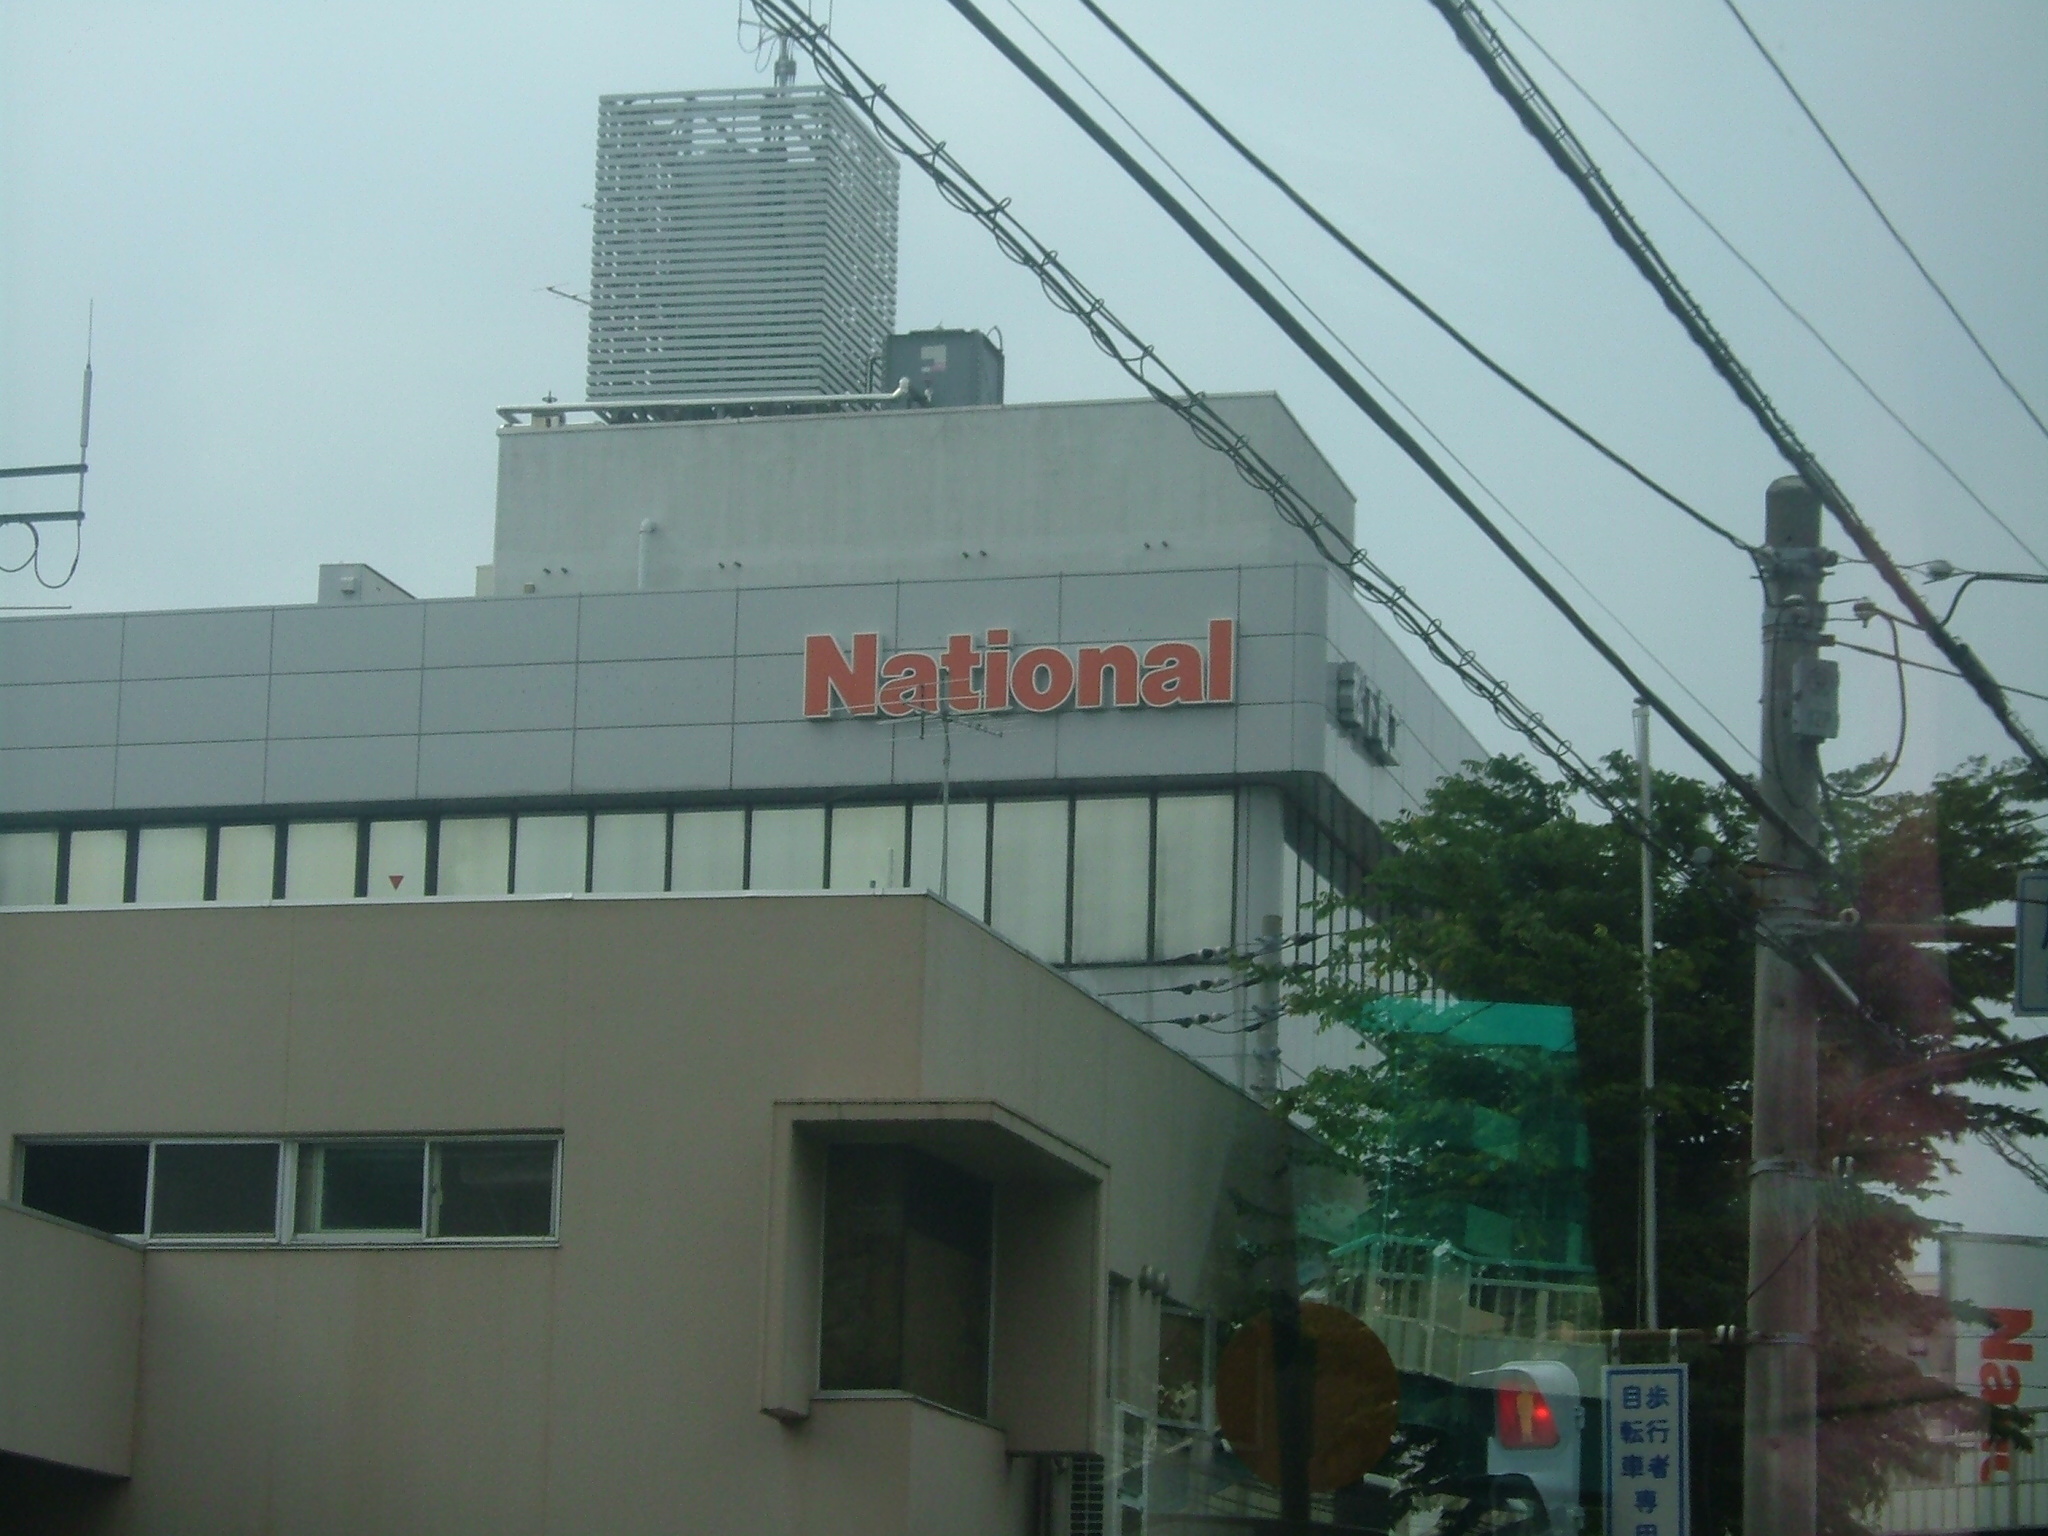 National
歩行者
自転車
専用
Na